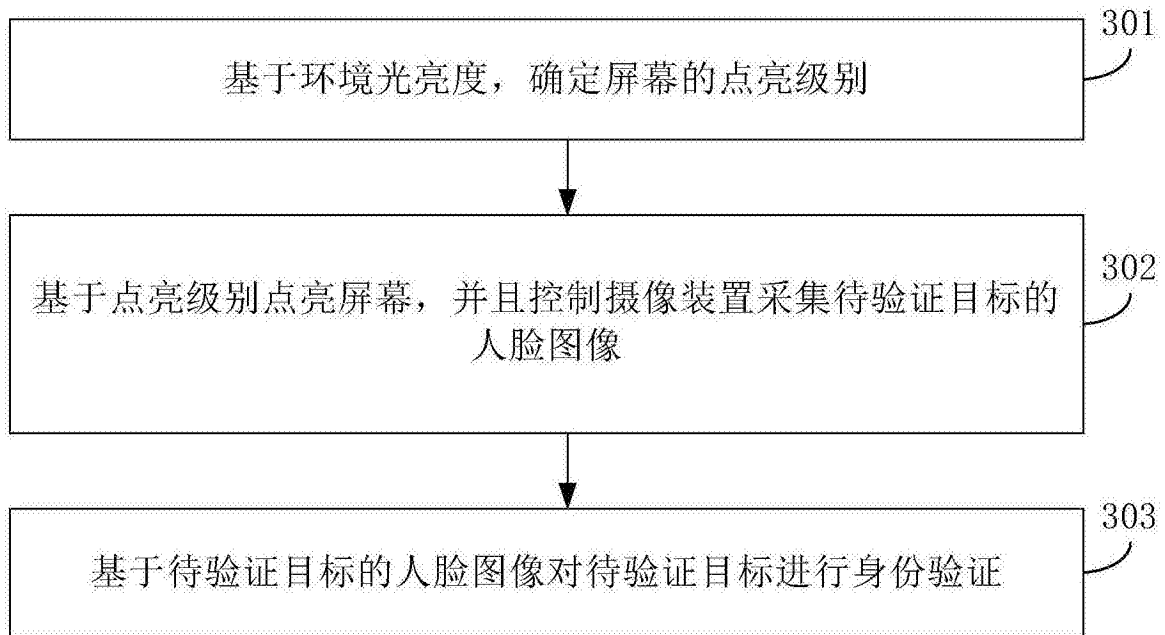 301
基于环境光亮度，确定屏幕的点亮级别
302
基于点亮级别点亮屏幕，并且控制摄像装置采集待验证目标的
人脸图像
303
基于待验证目标的人脸图像对待验证目标进行身份验证